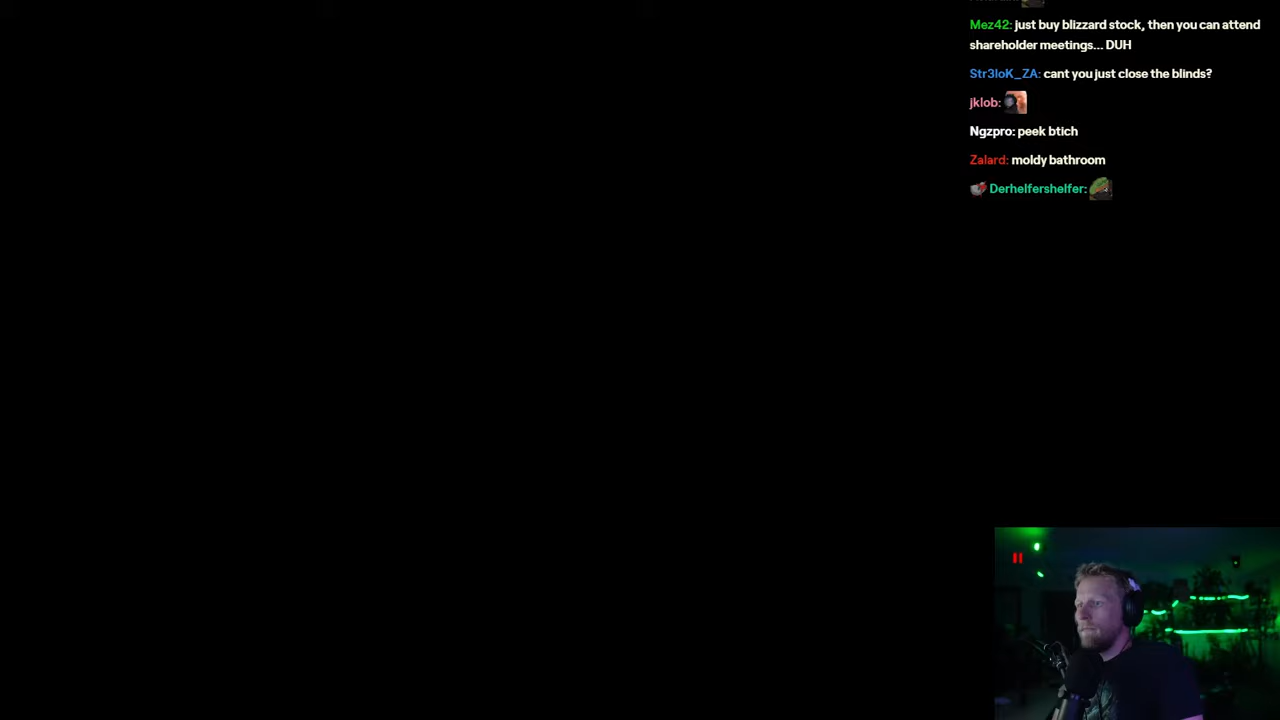 Mez42: just buy blizzard stock, then you can attend
shareholder meetings... DUH
Str3loK_ZA: cant you just close the blinds?
jklob:
Ngzpro: peek btich
Zalard: moldy bathroom
Derhelfershelfer: